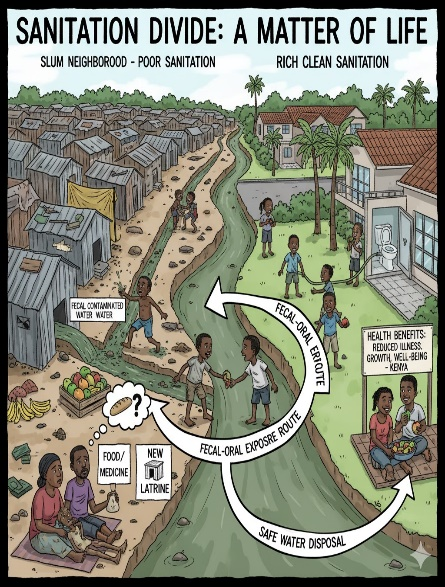 SANITATION DIVIDE: A MATTER OF LIFE
SLUM NEIGHBOROOD - POOR SANITATION
RICH CLEAN SANITATION
FECAL CONTAMINATED
WATER WATER
FECAL-ORAL ERIOUTE
HEALTH BENEFITS:
REDUCED ILLNESS,
GROWTH, WELL-BEING
- KENYA
?
FECAL-ORAL EXPOSRE ROUTE
FOOD/
MEDICINE
NEW
LATRINE
SAFE WATER DISPOSAL